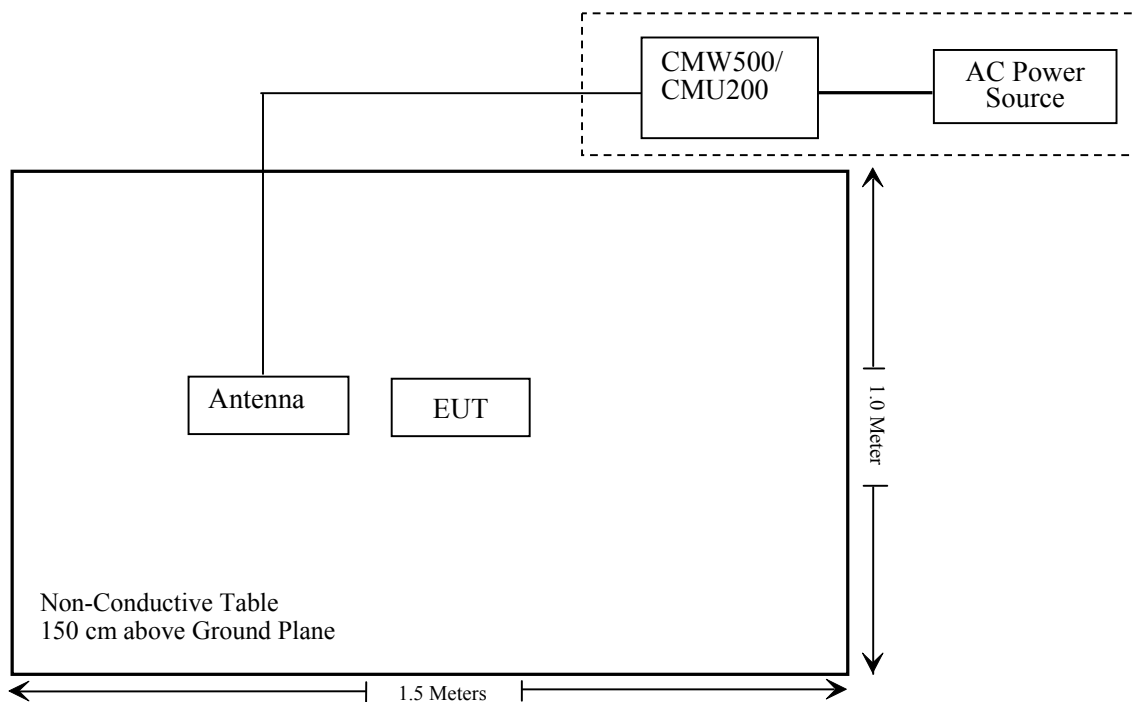 CMW500/
CMU200
AC Power
Source
Antenna
EUT
1.0 Meter
Non-Conductive Table
150 cm above Ground Plane
1.5 Meters